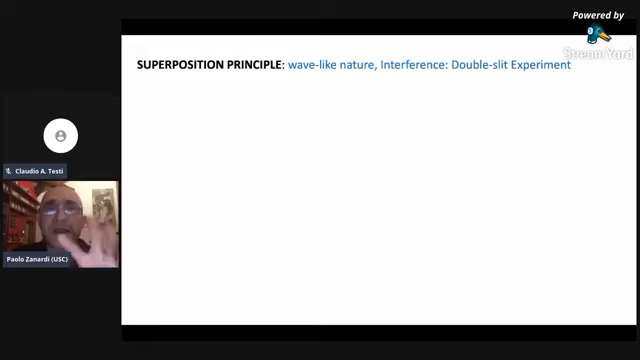 Powered by
StreamYard
SUPERPOSITION PRINCIPLE: wave-like nature, Interference: Double-slit Experiment
Claudio A. Testi
Paolo Zanardi (USC)